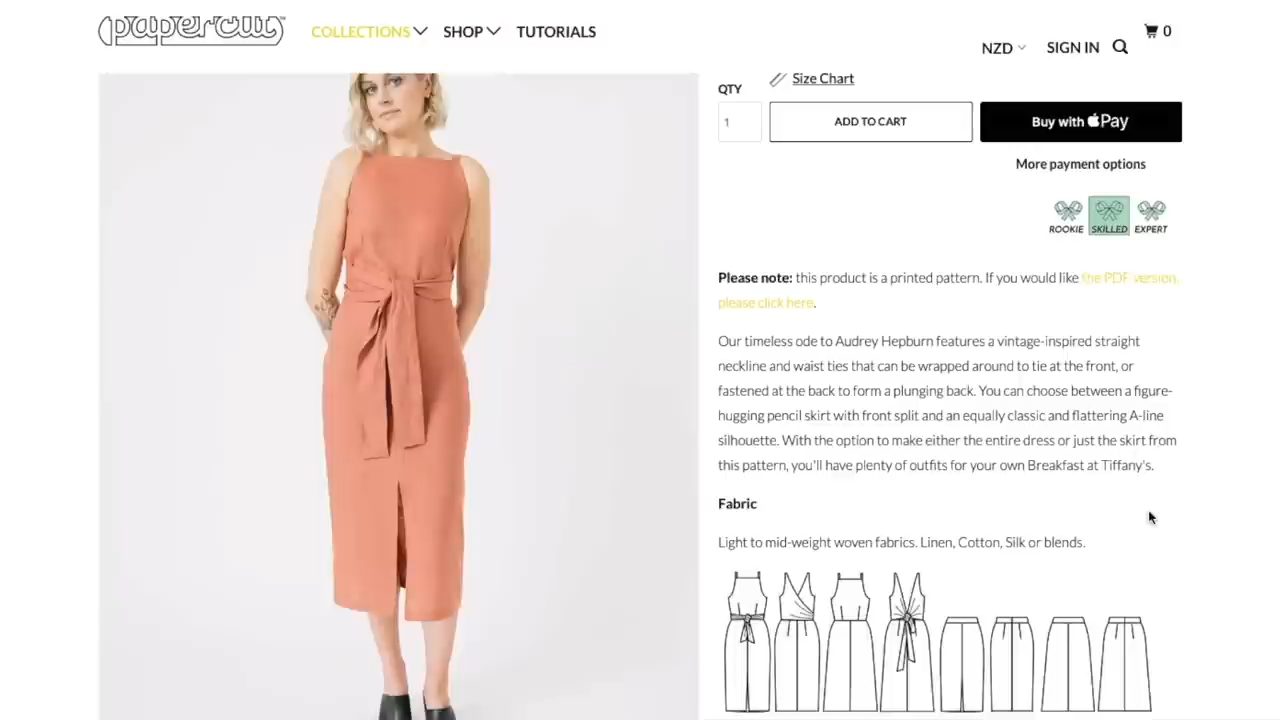 papercut™
COLLECTIONS SHOP TUTORIALS
NZD SIGN IN 0
Size Chart
QTY
1 ADD TO CART Buy with Pay
More payment options
ROOKIE SKILLED EXPERT
Please note: this product is a printed pattern. If you would like the PDF version,
please click here.
Our timeless ode to Audrey Hepburn features a vintage-inspired straight
neckline and waist ties that can be wrapped around to tie at the front, or
fastened at the back to form a plunging back. You can choose between a figure-
hugging pencil skirt with front split and an equally classic and flattering A-line
silhouette. With the option to make either the entire dress or just the skirt from
this pattern, you'll have plenty of outfits for your own Breakfast at Tiffany's.
Fabric
Light to mid-weight woven fabrics. Linen, Cotton, Silk or blends.